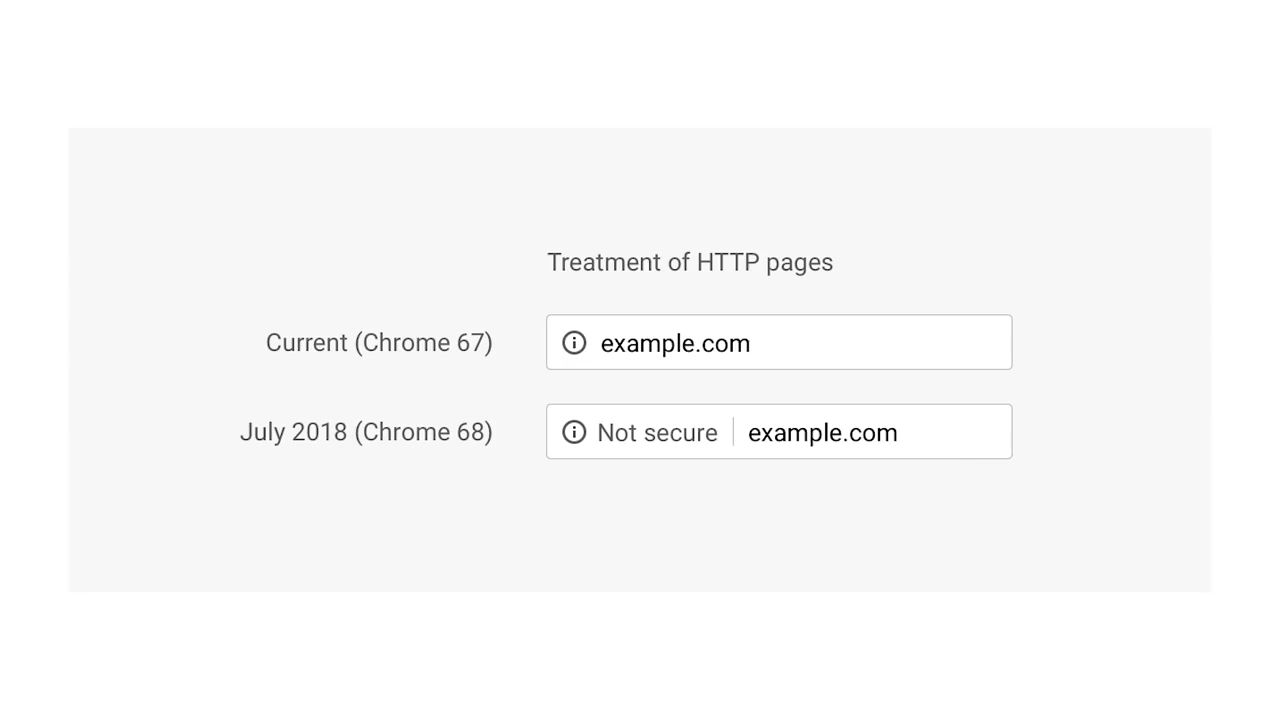 Treatment of HTTP pages
Current (Chrome 67) example.com
July 2018 (Chrome 68) Not secure example.com